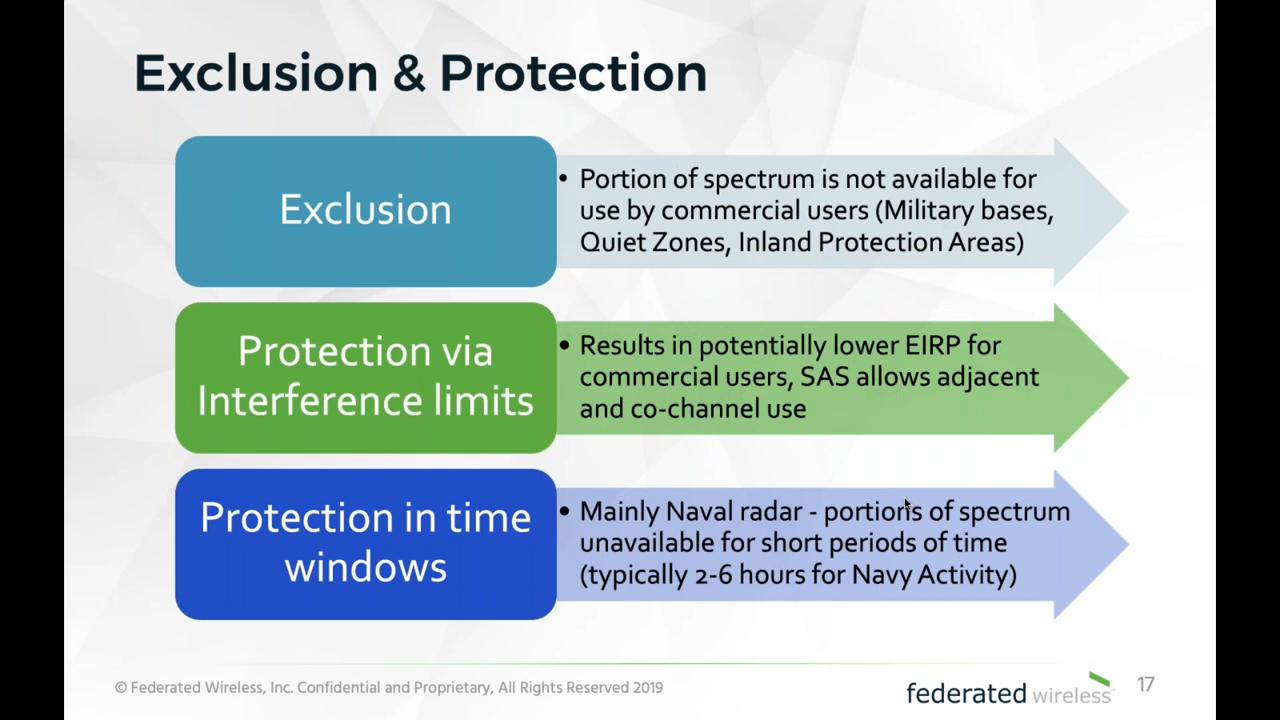 Exclusion & Protection
Exclusion
• Portion of spectrum is not available for
use by commercial users (Military bases,
Quiet Zones, Inland Protection Areas)
Protection via
Interference limits
• Results in potentially lower EIRP for
commercial users, SAS allows adjacent
and co-channel use
Protection in time
windows
• Mainly Naval radar - portions of spectrum
unavailable for short periods of time
(typically 2-6 hours for Navy Activity)
© Federated Wireless, Inc. Confidential and Proprietary, All Rights Reserved 2019
federated wireless
17